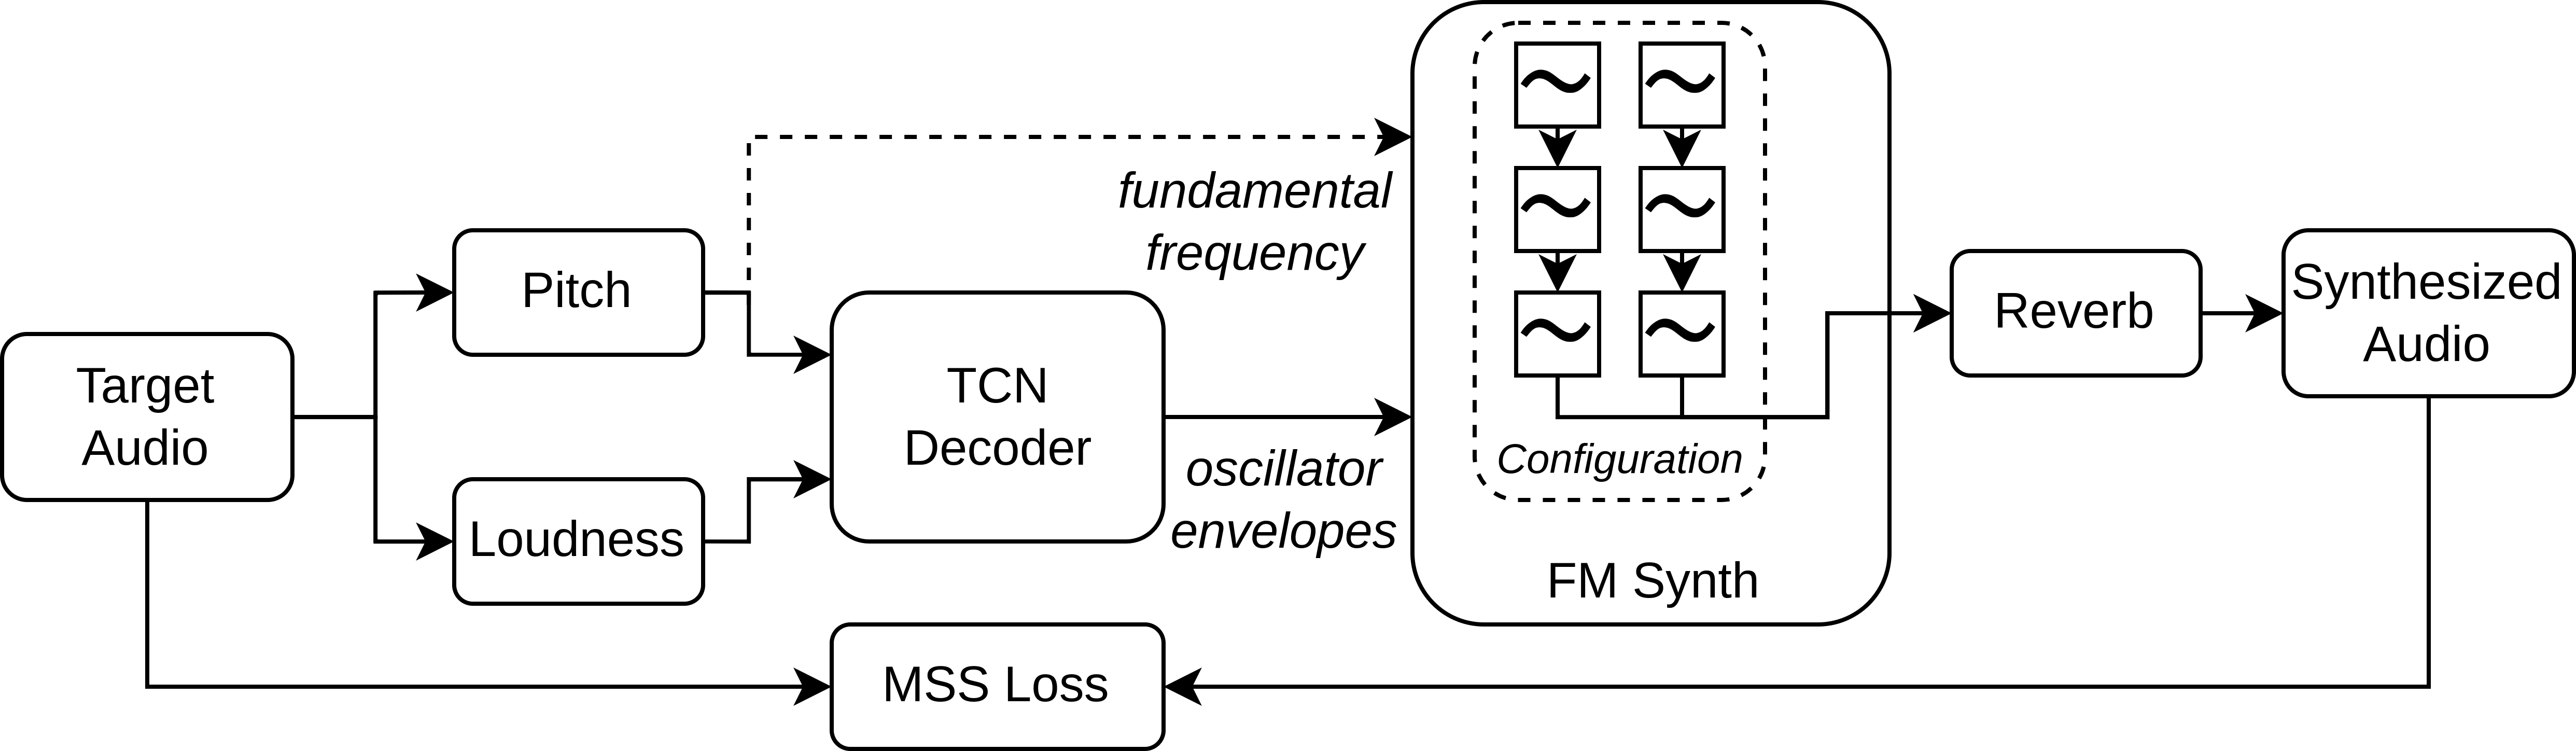 Target
Audio
Pitch
Loudness
TCN
Decoder
fundamental
frequency
oscillator
envelopes
Configuration
FM Synth
Reverb
Synthesized
Audio
MSS Loss